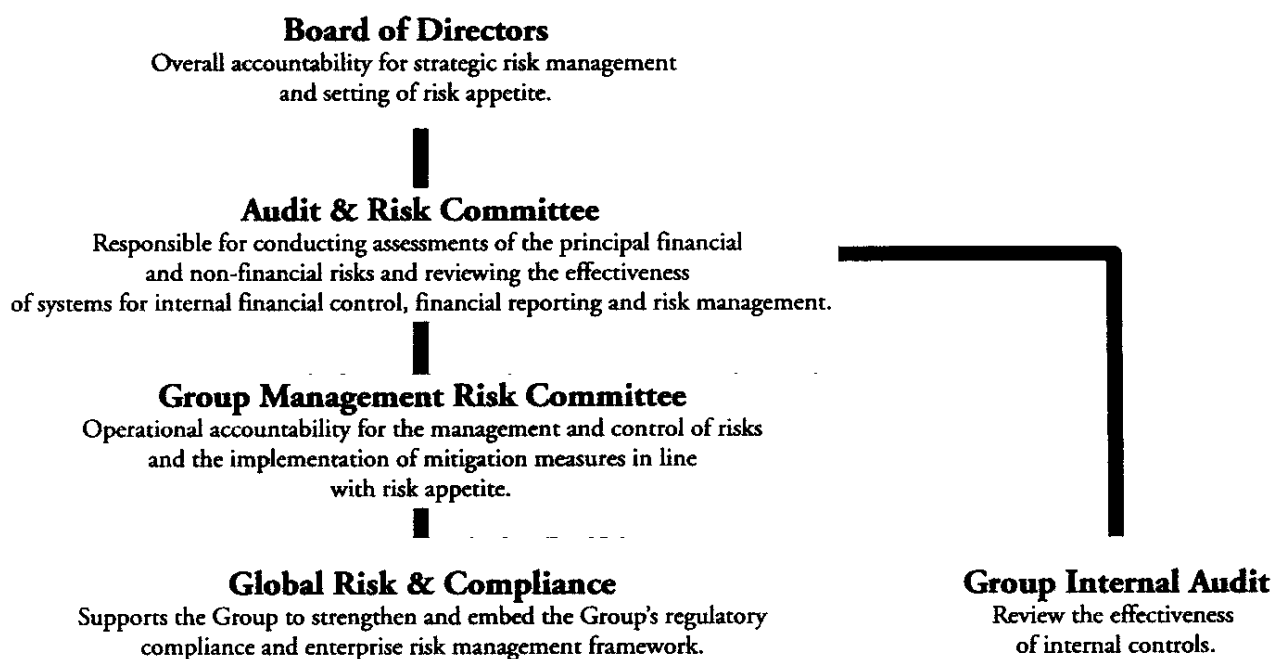 Board of Directors
Overall accountability for strategic risk management
and setting of risk appetite.
Audit & Risk Committee
Responsible for conducting assessments of the principal financial
and non-financial risks and reviewing the effectiveness
of systems for internal financial control, financial reporting and risk management.
Group Management Risk Committee
Operational accountability for the management and control of risks
and the implementation of mitigation measures in line
with risk appetite.
Global Risk & Compliance
Supports the Group to strengthen and embed the Group's regulatory
compliance and enterprise risk management framework.
Group Internal Audit
Review the effectiveness
of internal controls.